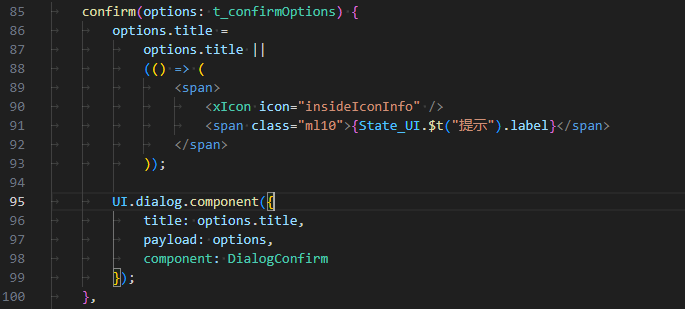 85 confirm(options: t_confirmOptions) {
86 options.title =
87 options.title ||
88 (() => (
89 <span>
90 <xIcon icon="insideIconInfo" />
91 <span class="ml10">{State_UI.$t("提示").label}</span>
92 </span>
93 ));
94
95 UI.dialog.component({
96 title: options.title,
97 payload: options,
98 component: DialogConfirm
99 });
100 },